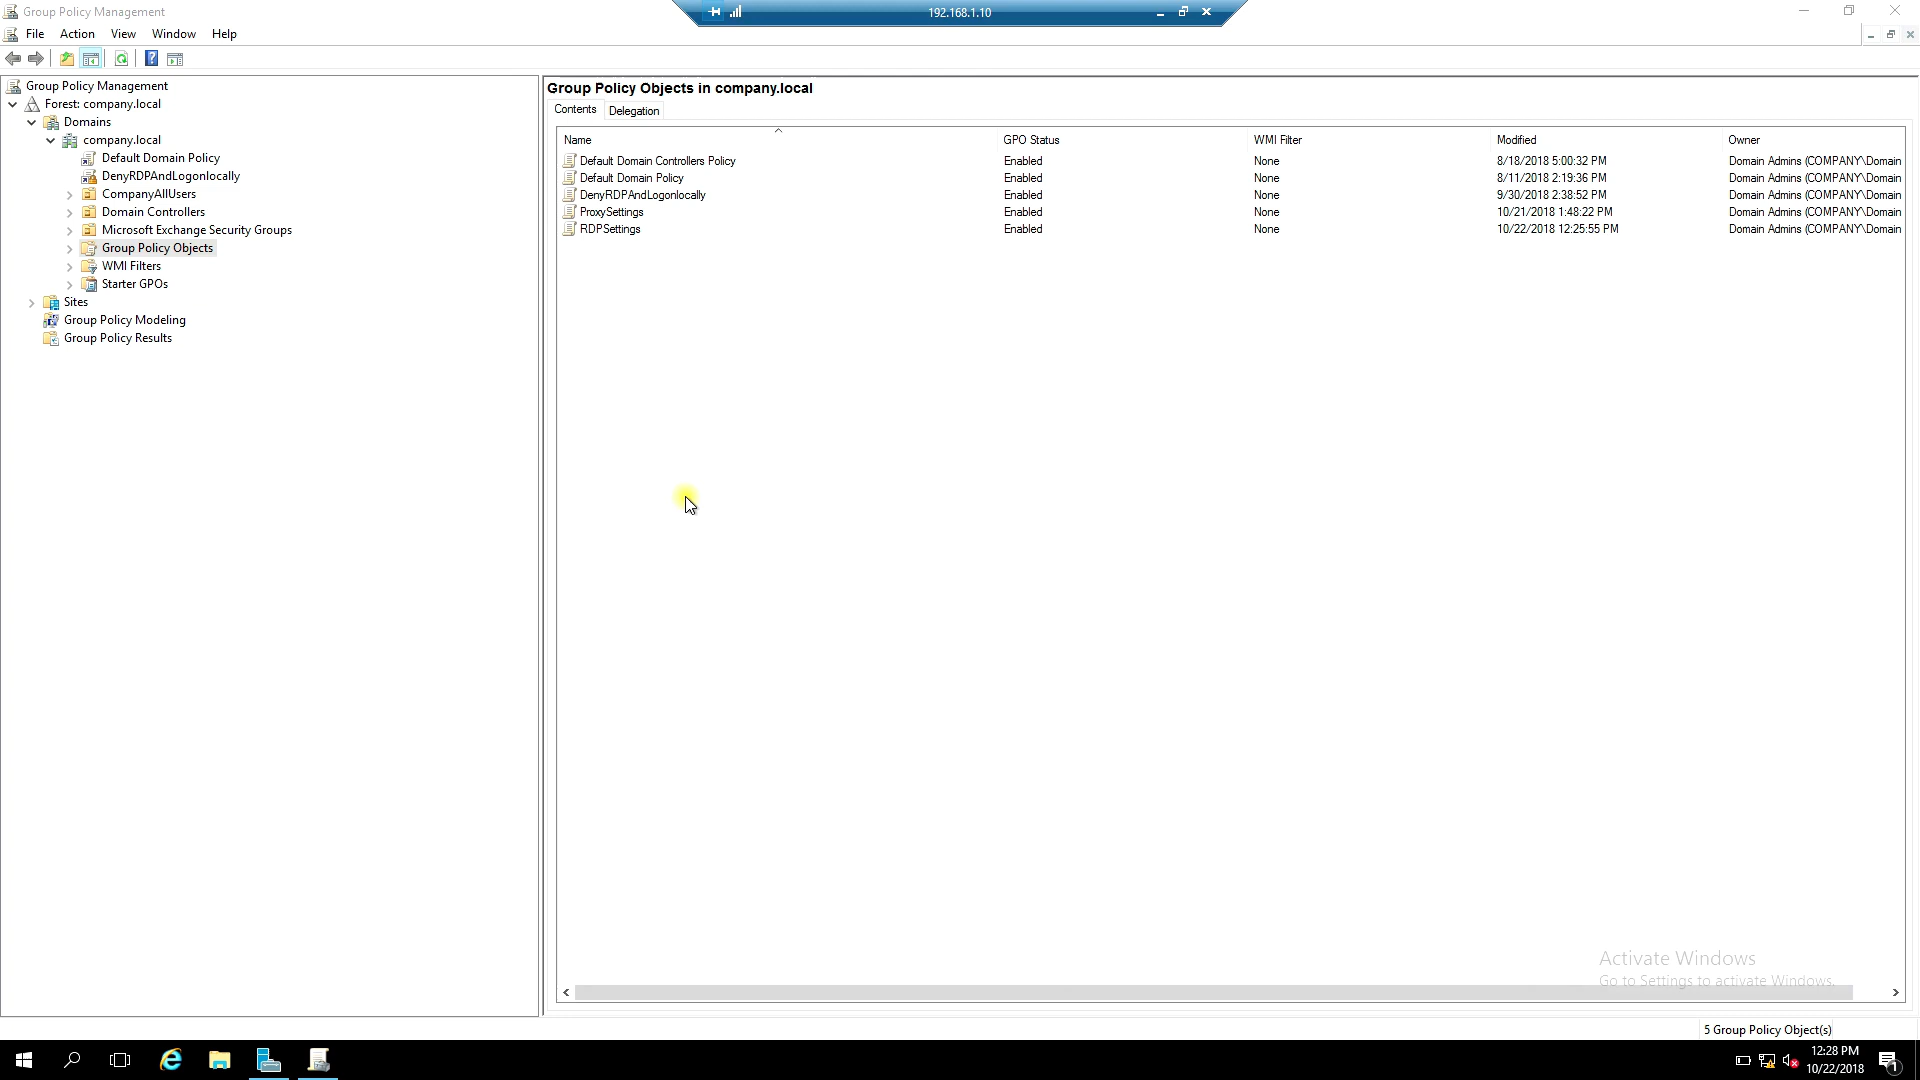 Group Policy Management
192.168.1.10
File Action View Window Help
Group Policy Management
Forest: company.local
Domains
company.local
Default Domain Policy
DenyRDPAndLogonlocally
CompanyAllUsers
Domain Controllers
Microsoft Exchange Security Groups
Group Policy Objects
WMI Filters
Starter GPOs
Sites
Group Policy Modeling
Group Policy Results
Group Policy Objects in company.local
Contents Delegation
Name GPO Status WMI Filter Modified Owner
Default Domain Controllers Policy Enabled None 8/18/2018 5:00:32 PM Domain Admins (COMPANY\Domain
Default Domain Policy Enabled None 8/11/2018 2:19:36 PM Domain Admins (COMPANY\Domain
DenyRDPAndLogonlocally Enabled None 9/30/2018 2:38:52 PM Domain Admins (COMPANY\Domain
ProxySettings Enabled None 10/21/2018 1:48:22 PM Domain Admins (COMPANY\Domain
RDPSettings Enabled None 10/22/2018 12:25:55 PM Domain Admins (COMPANY\Domain
Activate Windows
Go to Settings to activate Windows.
5 Group Policy Object(s)
12:28 PM
10/22/2018
1